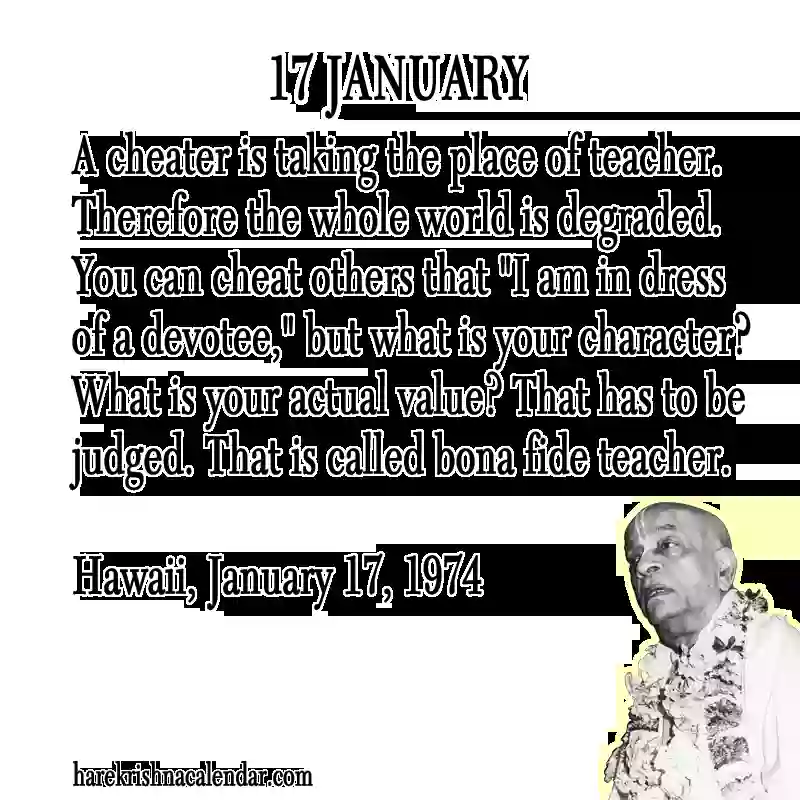 17 JANUARY
A cheater is taking the place of teacher.
Therefore the whole world is degraded.
You can cheat others that "I am in dress
of a devotee," but what is your character?
What is your actual value? That has to be
judged. That is called bona fide teacher.
Hawaii, January 17, 1974
harekrishnacalendar.com